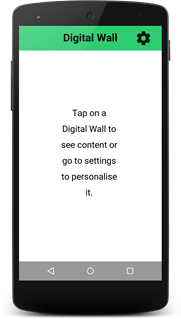 Digital Wall
Tap on a
Digital Wall to
see content or
go to settings
to personalise
it.